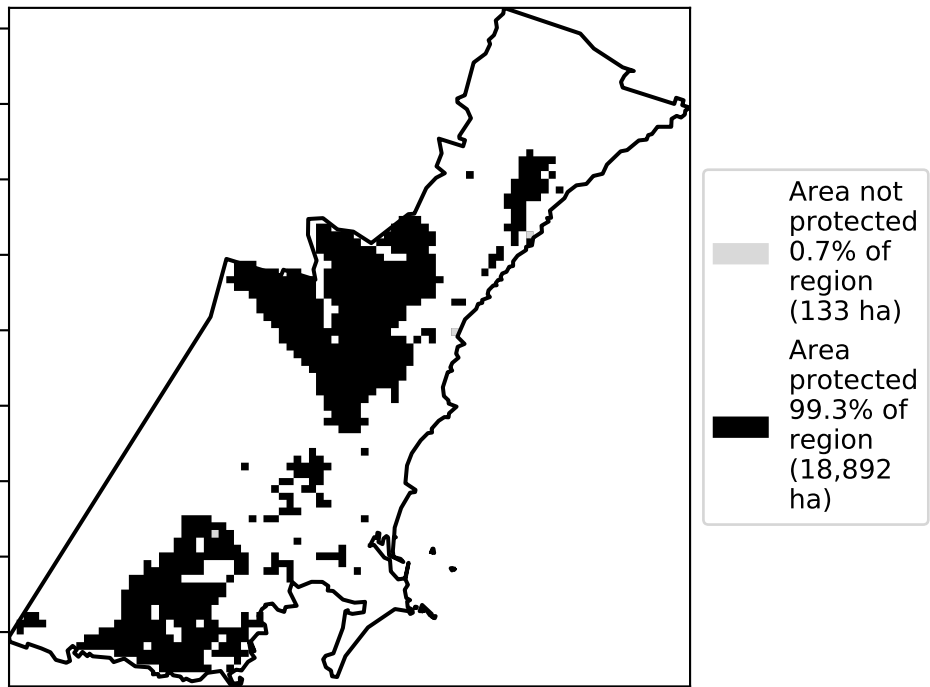 Area not
protected
0.7% of
region
(133 ha)
Area
protected
99.3% of
region
(18,892
ha)